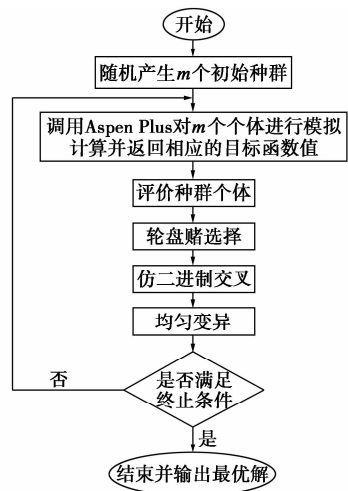 开始
随机产生m个初始种群
调用Aspen Plus对m个个体进行模拟
计算并返回相应的目标函数值
评价种群个体
轮盘赌选择
仿二进制交叉
均匀变异
是否满足
终止条件
否
是
结束并输出最优解